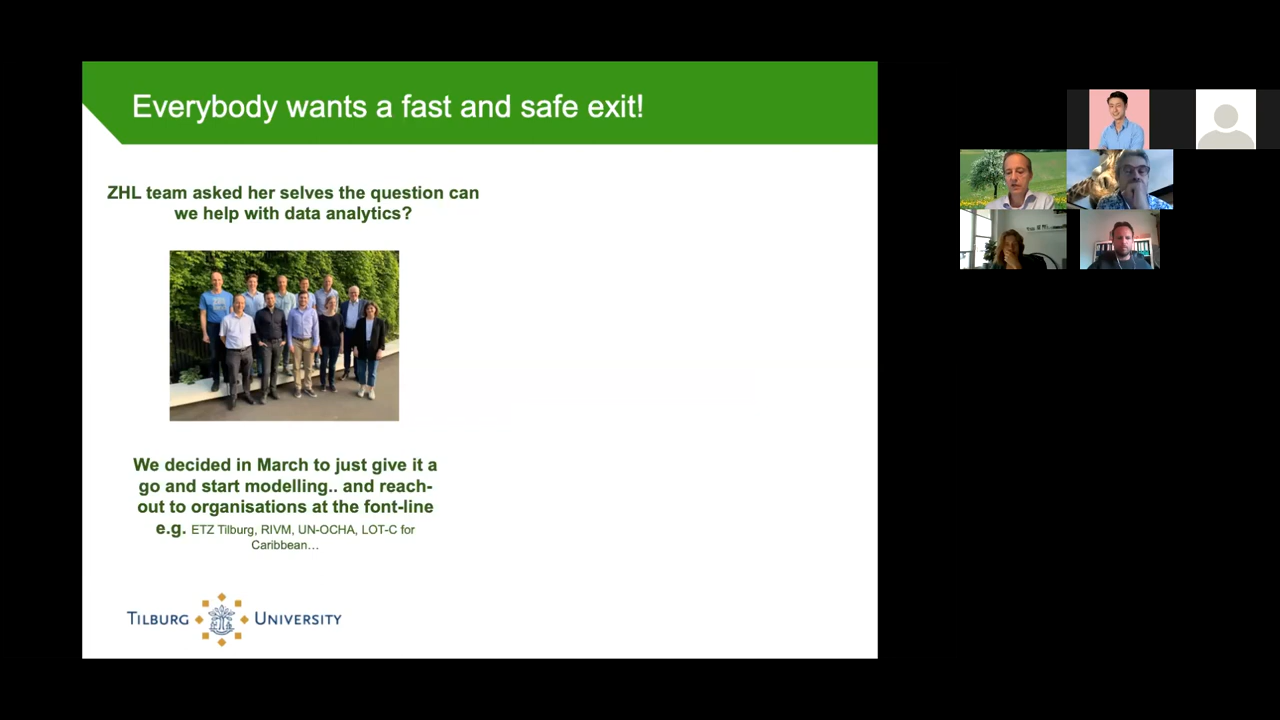 Everybody wants a fast and safe exit!
ZHL team asked her selves the question can
we help with data analytics?
We decided in March to just give it a
go and start modelling.. and reach-
out to organisations at the font-line
e.g. ETZ Tilburg, RIVM, UN-OCHA, LOT-C for
Caribbean…
TILBURG UNIVERSITY